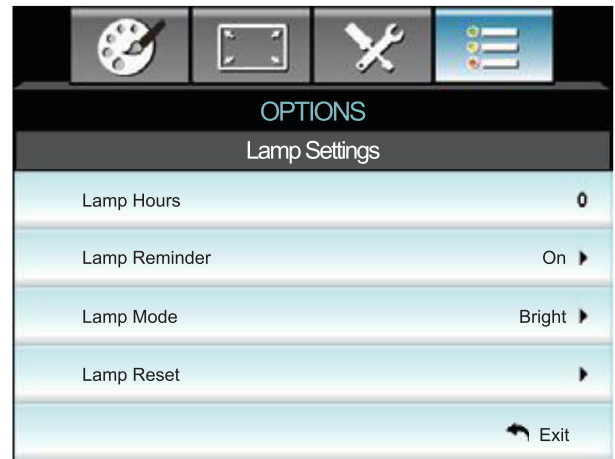 OPTIONS
Lamp Settings
Lamp Hours 0
Lamp Reminder On
Lamp Mode Bright
Lamp Reset
Exit